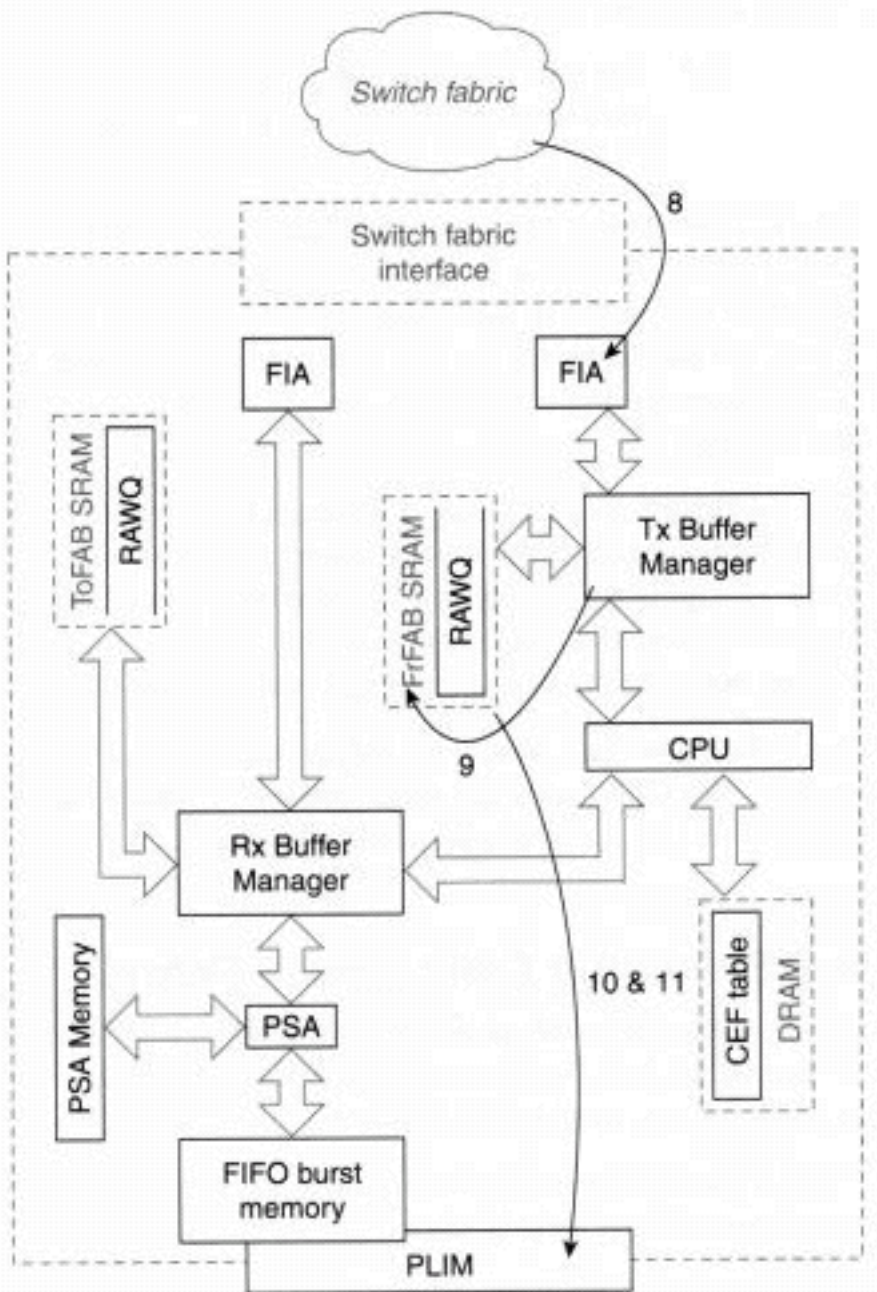 Switch fabric
8
Switch fabric
interface
FIA
FIA
ToFAB SRAM
RAWQ
FrFAB SRAM
RAWQ
Tx Buffer
Manager
9
CPU
Rx Buffer
Manager
PSA Memory
PSA
10 & 11
CEF table
DRAM
FIFO burst
memory
PLIM